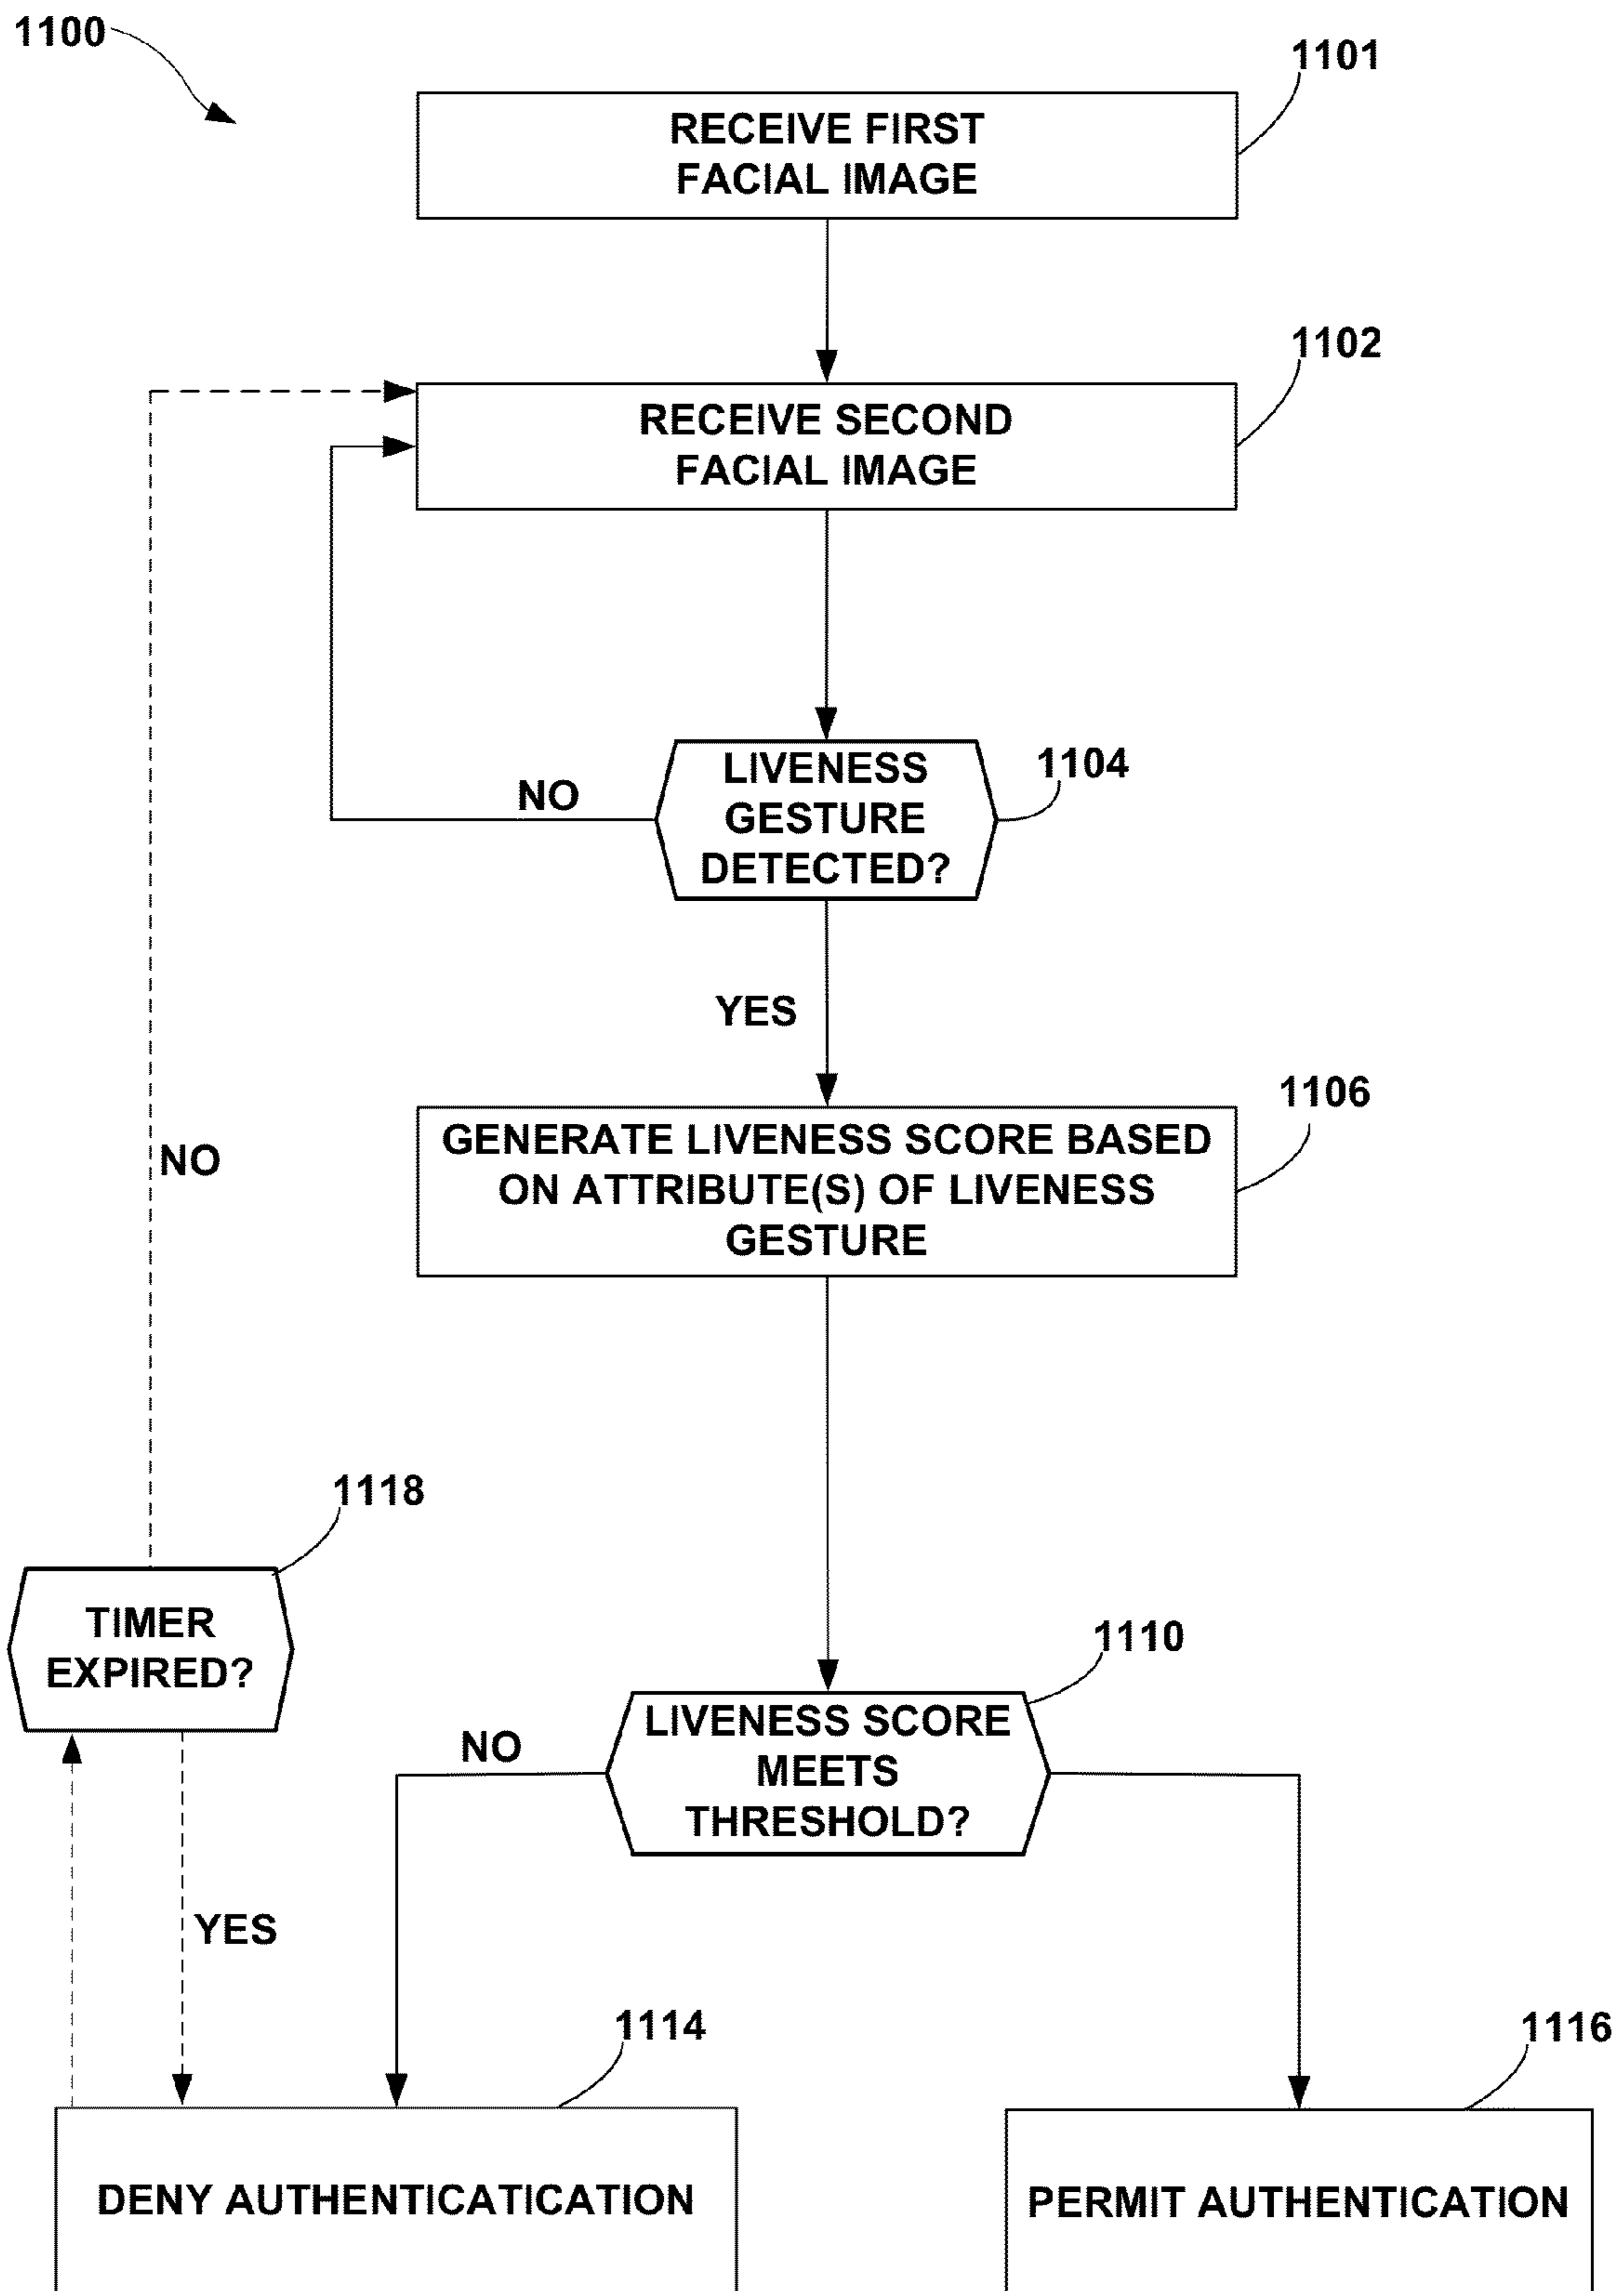 1100
1101
RECEIVE FIRST
FACIAL IMAGE
1102
RECEIVE SECOND
FACIAL IMAGE
1104
LIVENESS
GESTURE
DETECTED?
NO
YES
1106
GENERATE LIVENESS SCORE BASED
ON ATTRIBUTE(S) OF LIVENESS
GESTURE
NO
1118
TIMER
EXPIRED?
1110
LIVENESS SCORE
MEETS
THRESHOLD?
NO
YES
1114
1116
DENY AUTHENTICATICATION
PERMIT AUTHENTICATION